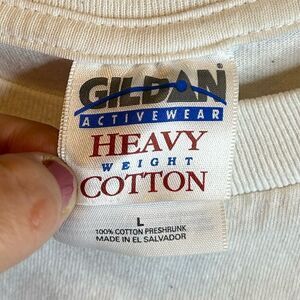 GILDAN
ACTIVEWEAR
HEAVY
WEIGHT
COTTON
L
100% COTTON PRESHRUNK
MADE IN EL SALVADOR